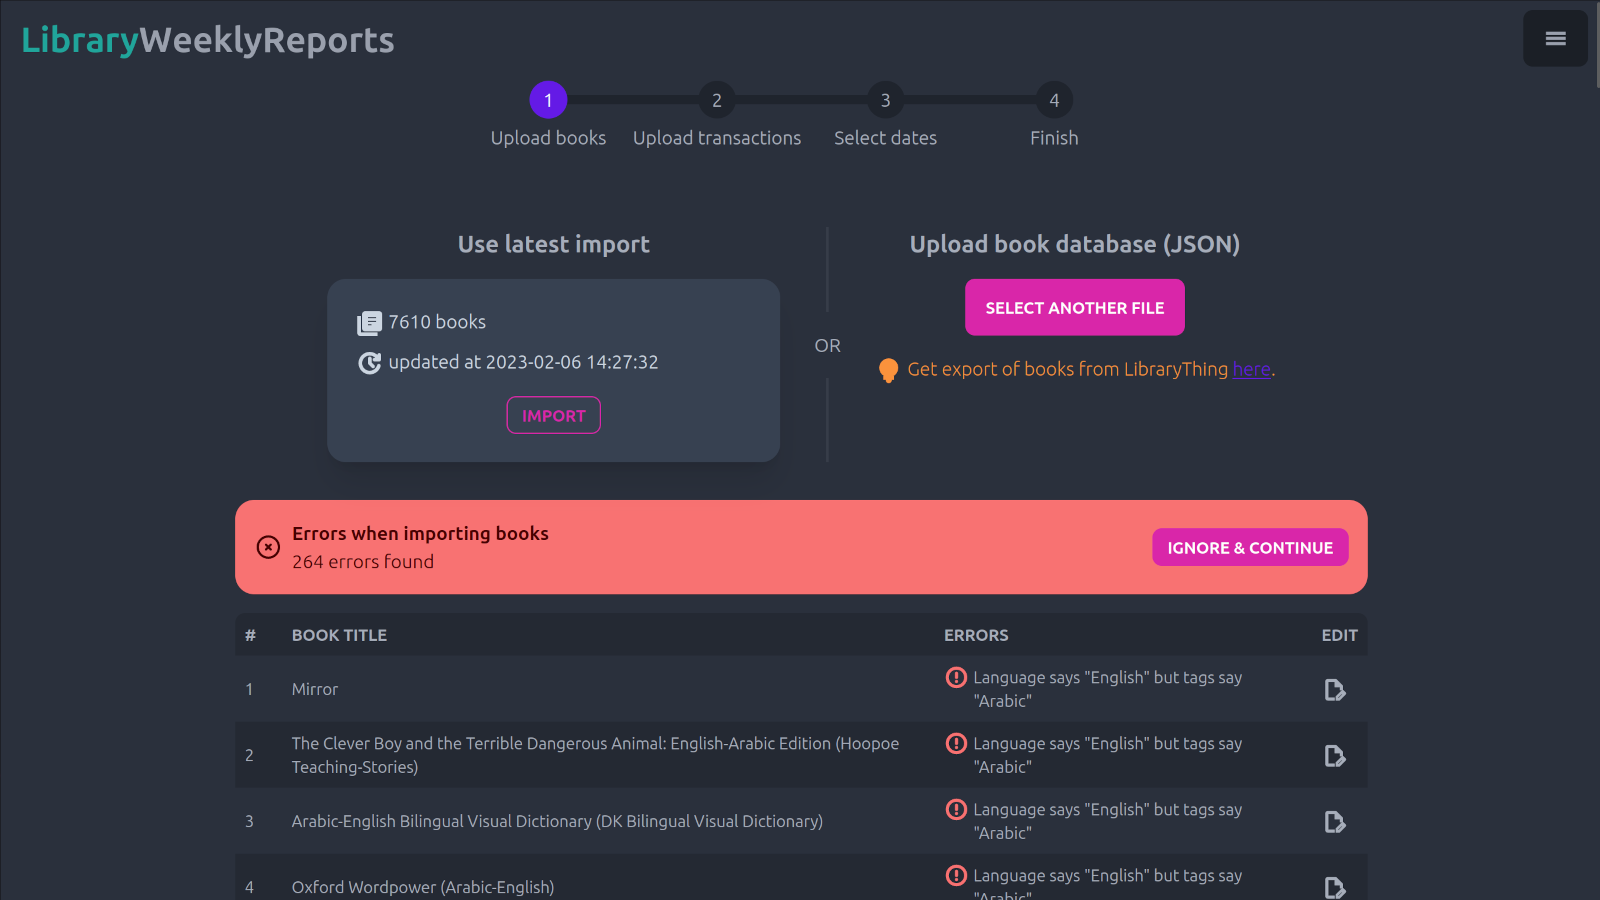 LibraryWeeklyReports
1 2 3 4
Upload books Upload transactions Select dates Finish
Use latest import
7610 books
updated at 2023-02-06 14:27:32
IMPORT
OR
Upload book database (JSON)
SELECT ANOTHER FILE
Get export of books from LibraryThing here.
Errors when importing books
264 errors found
IGNORE & CONTINUE
# BOOK TITLE ERRORS EDIT
1 Mirror Language says "English" but tags say
"Arabic"
2 The Clever Boy and the Terrible Dangerous Animal: English-Arabic Edition (Hoopoe
Teaching-Stories)
Language says "English" but tags say
"Arabic"
3 Arabic-English Bilingual Visual Dictionary (DK Bilingual Visual Dictionary)
Language says "English" but tags say
"Arabic"
4 Oxford Wordpower (Arabic-English)
Language says "English" but tags say
"Arabic"